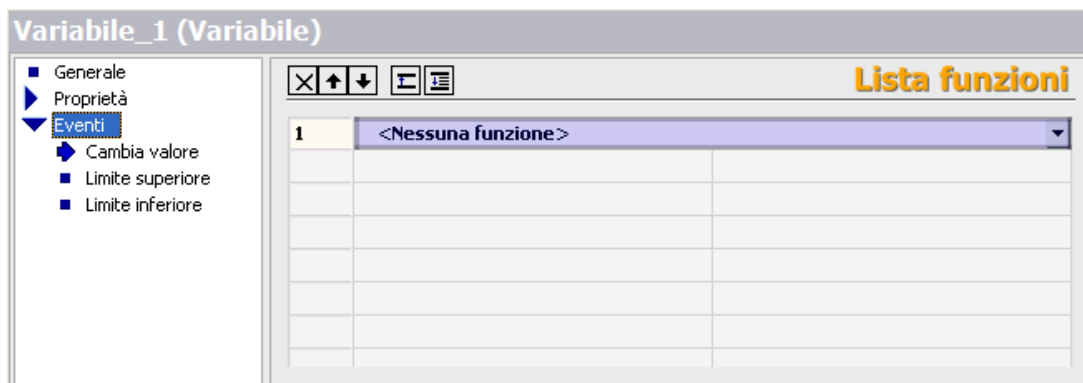 Variabile_1 (Variabile)
Generale
Proprietà
Eventi
Cambia valore
Limite superiore
Limite inferiore
Lista funzioni
1 <Nessuna funzione>